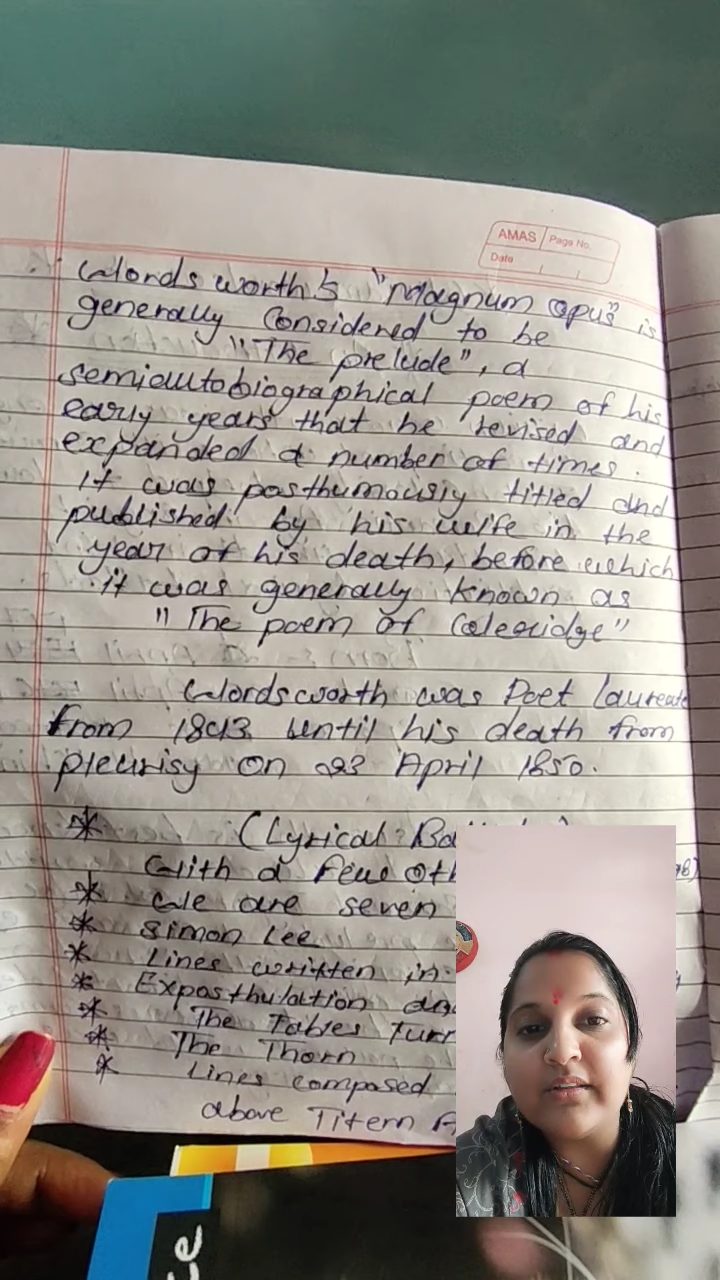 AMAS Page No.
Date
Wordsworth's "Magnum opus" is
generally Considered to be
"The prelude", a
semiautobiographical poem of his
early years that he revised and
expanded a number of times.
it was posthumously titled and
published by his wife in the
year of his death, before which
it was generally known as
"The poem of Coleridge"
Wordsworth was Poet Laureate
from 1843 until his death from
pleurisy on 23 April 1850.
* (Lyrical
With a Few
* We are seven
* Simon Lee
* Lines written in
* Exposthulation
* The Tables
* The Thorn
* Lines composed
above Titern